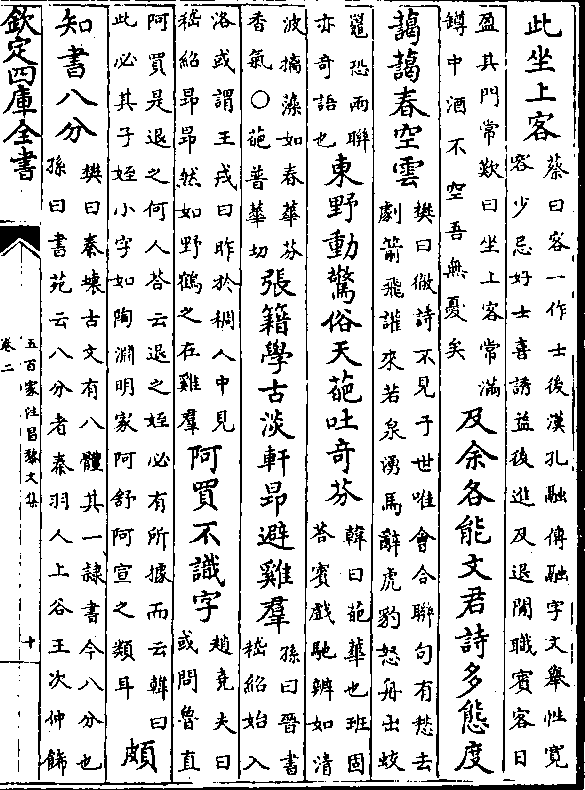 此坐上客
蔡曰客一作士後漢孔融傳融字文舉性寬
容少忌好士喜誘益後進及退閒職賓客日
盈其門常歎曰坐上客常滿
罇中酒不空吾無憂矣
及余各能文君詩多態度
藹藹春空雲
樊曰儆詩不見于世唯會合聯句有愁去
劇箭飛讙來若泉湧馬辭虎豹怒舟出蛟
鼉恐而聯
亦奇語也
東野動驚俗天葩吐奇芬
韓曰葩華也班固
荅賓戲馳辨如清
波摛藻如春華芬
香氣○葩普華切
張籍學古淡軒昂避雞羣
孫曰晉書
嵇紹始入
洛或謂王戎曰昨於稠人中見
嵇紹昂昂然如野鶴之在雞羣
阿買不識字
趙堯夫曰
或問魯直
阿買是退之何人荅云退之姪必有所據而云韓曰
此必其子姪小字如陶淵明家阿舒阿宣之類耳
頗
知書八分
樊曰秦壞古文有八體其一隸書今八分也
孫曰書苑云八分者秦羽人上谷王次仲飾
欽定四庫全書
五百家注昌黎文集
卷二
十